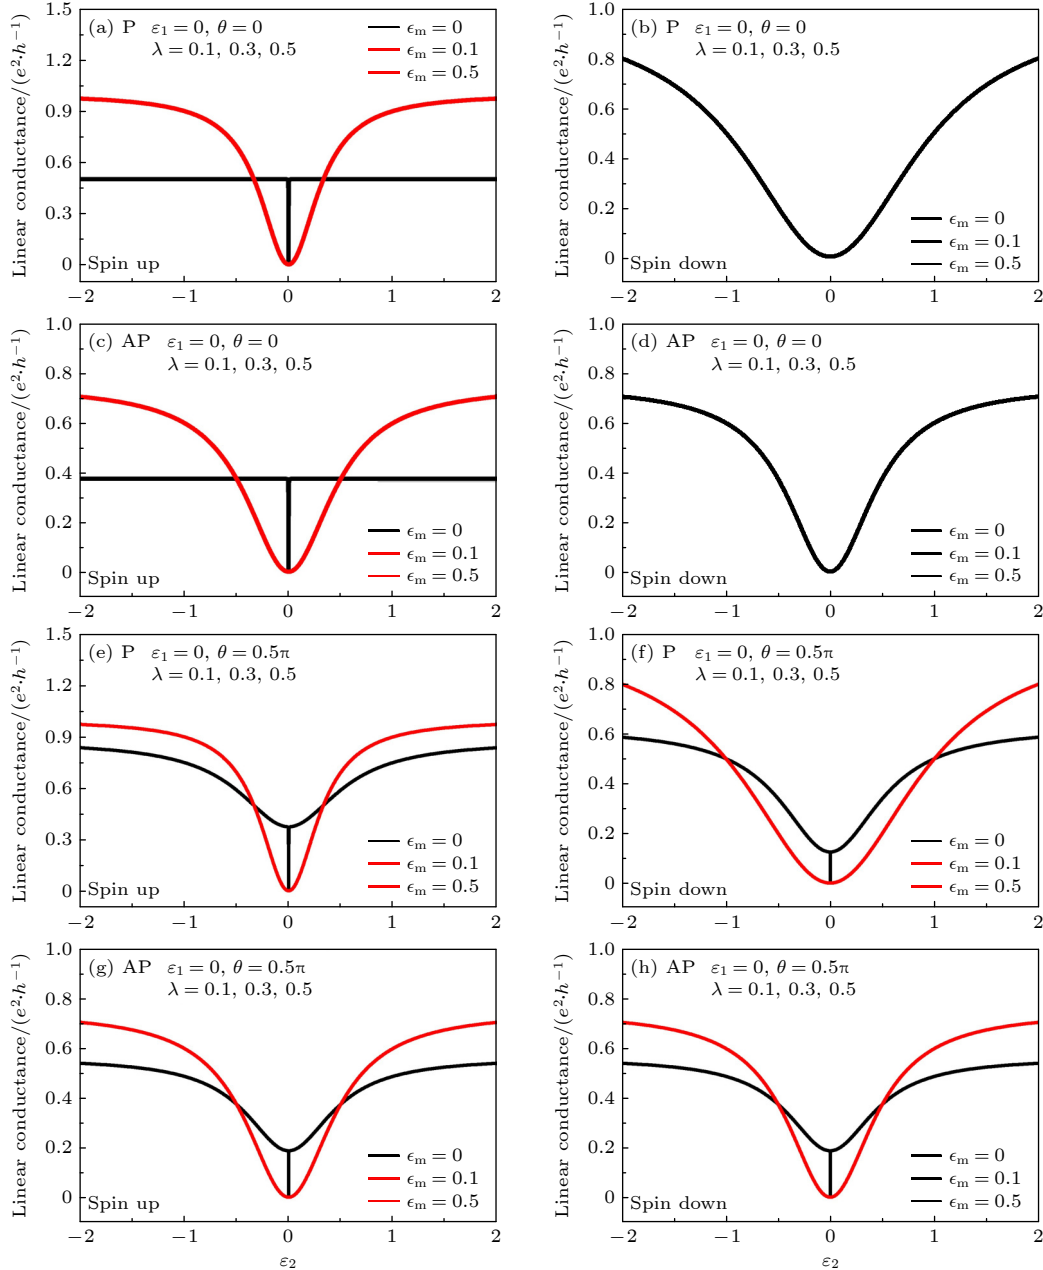 (a) P ε₁ = 0, θ = 0
λ = 0.1, 0.3, 0.5
ϵₘ = 0
ϵₘ = 0.1
ϵₘ = 0.5
Spin up
Linear conductance/(e²·h⁻¹)
1.5
1.2
0.9
0.6
0.3
0
−2 −1 0 1 2
(b) P ε₁ = 0, θ = 0
λ = 0.1, 0.3, 0.5
ϵₘ = 0
ϵₘ = 0.1
ϵₘ = 0.5
Spin down
Linear conductance/(e²·h⁻¹)
1.0
0.8
0.6
0.4
0.2
0
−2 −1 0 1 2
(c) AP ε₁ = 0, θ = 0
λ = 0.1, 0.3, 0.5
ϵₘ = 0
ϵₘ = 0.1
ϵₘ = 0.5
Spin up
Linear conductance/(e²·h⁻¹)
1.0
0.8
0.6
0.4
0.2
0
−2 −1 0 1 2
(d) AP ε₁ = 0, θ = 0
λ = 0.1, 0.3, 0.5
ϵₘ = 0
ϵₘ = 0.1
ϵₘ = 0.5
Spin down
Linear conductance/(e²·h⁻¹)
1.0
0.8
0.6
0.4
0.2
0
−2 −1 0 1 2
(e) P ε₁ = 0, θ = 0.5π
λ = 0.1, 0.3, 0.5
ϵₘ = 0
ϵₘ = 0.1
ϵₘ = 0.5
Spin up
Linear conductance/(e²·h⁻¹)
1.5
1.2
0.9
0.6
0.3
0
−2 −1 0 1 2
(f) P ε₁ = 0, θ = 0.5π
λ = 0.1, 0.3, 0.5
ϵₘ = 0
ϵₘ = 0.1
ϵₘ = 0.5
Spin down
Linear conductance/(e²·h⁻¹)
1.0
0.8
0.6
0.4
0.2
0
−2 −1 0 1 2
(g) AP ε₁ = 0, θ = 0.5π
λ = 0.1, 0.3, 0.5
ϵₘ = 0
ϵₘ = 0.1
ϵₘ = 0.5
Spin up
Linear conductance/(e²·h⁻¹)
1.0
0.8
0.6
0.4
0.2
0
−2 −1 0 1 2
ε₂
(h) AP ε₁ = 0, θ = 0.5π
λ = 0.1, 0.3, 0.5
ϵₘ = 0
ϵₘ = 0.1
ϵₘ = 0.5
Spin down
Linear conductance/(e²·h⁻¹)
1.0
0.8
0.6
0.4
0.2
0
−2 −1 0 1 2
ε₂